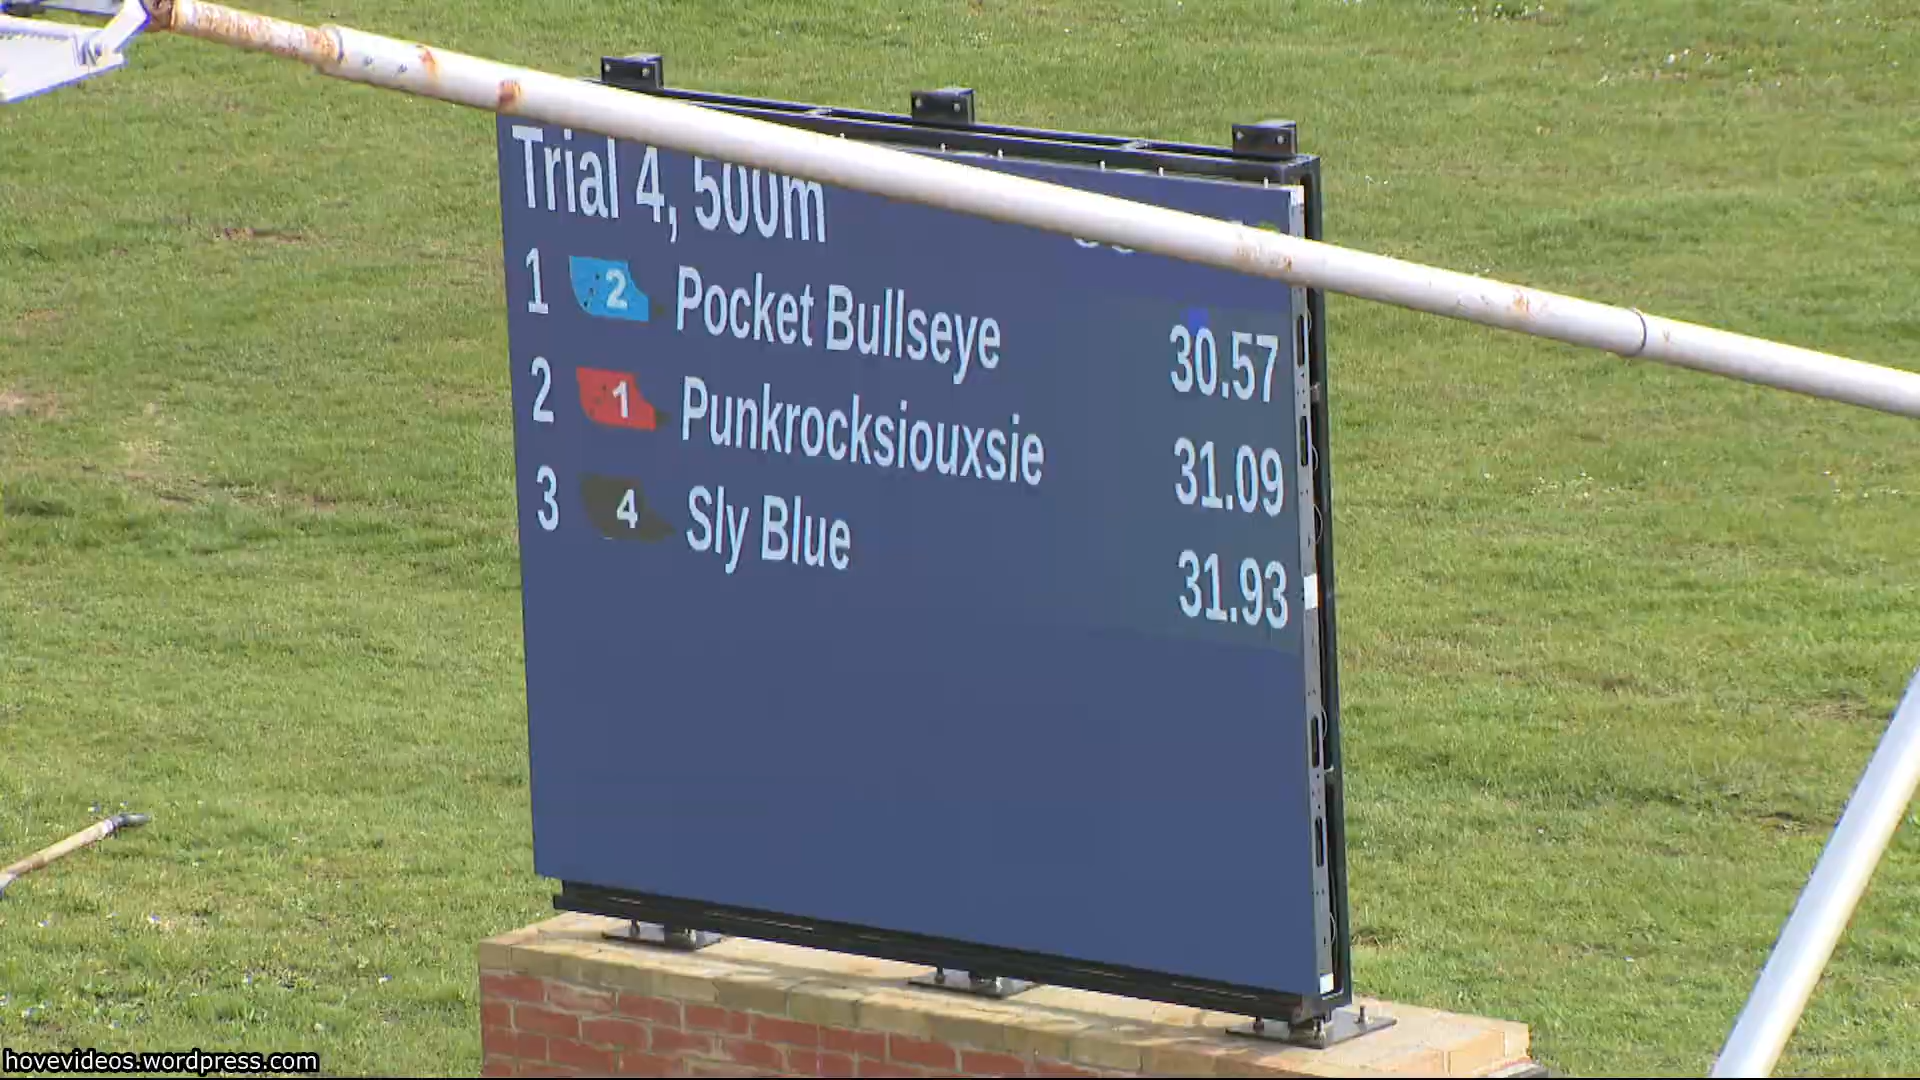 Trial 4, 500m
1 2 Pocket Bullseye 30.57
2 1 Punkrocksiouxsie 31.09
3 4 Sly Blue 31.93
hovevideos.wordpress.com